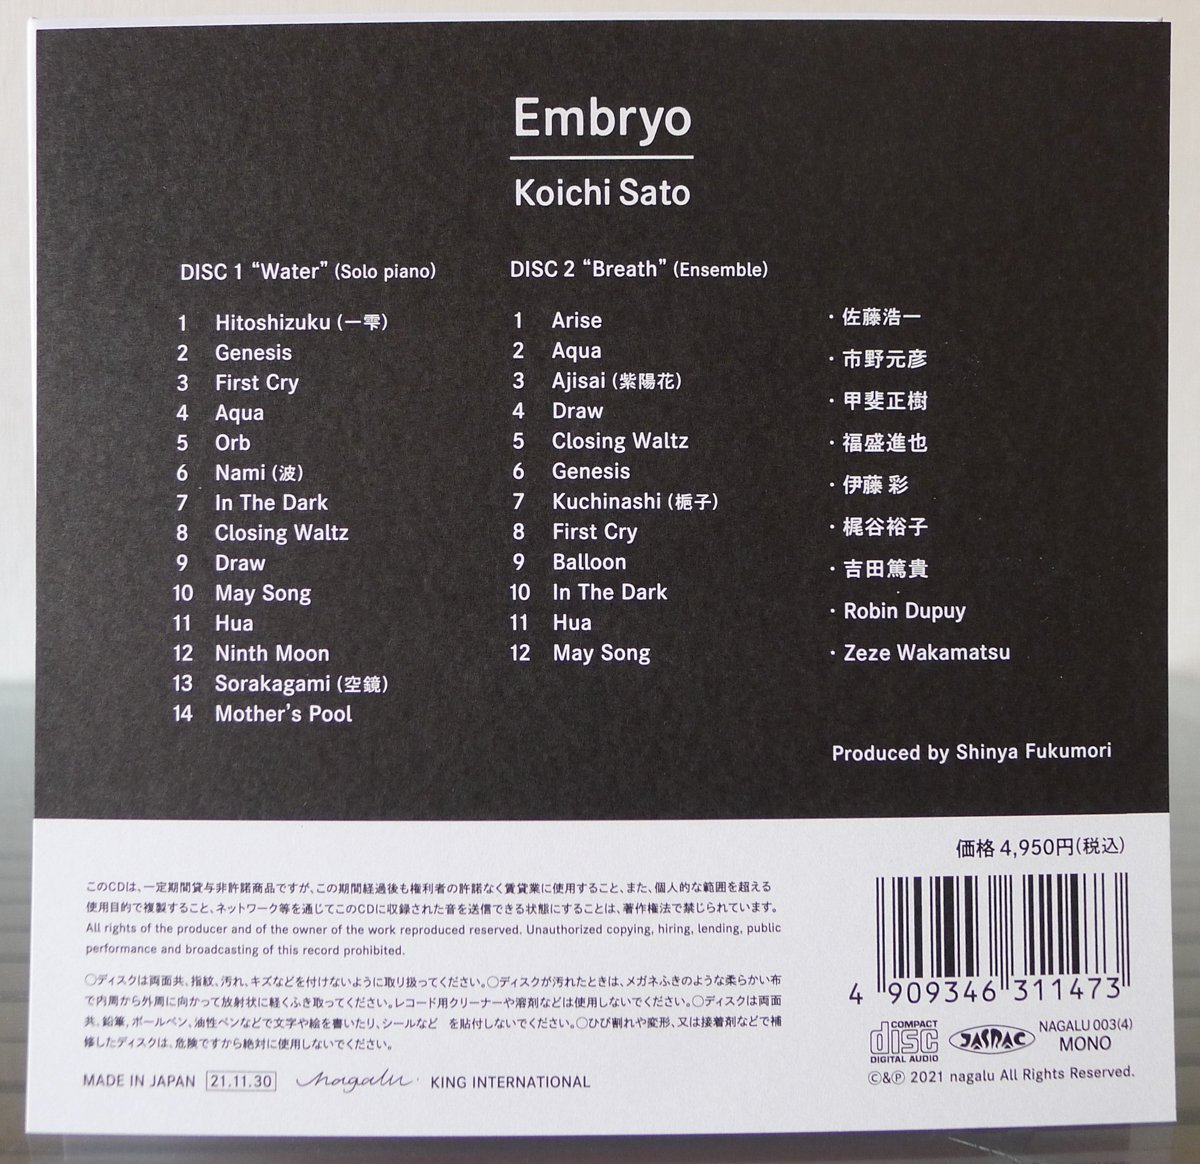 Embryo
Koichi Sato
DISC 1 “Water” (Solo piano)
1 Hitoshizuku (一雫)
2 Genesis
3 First Cry
4 Aqua
5 Orb
6 Nami (波)
7 In The Dark
8 Closing Waltz
9 Draw
10 May Song
11 Hua
12 Ninth Moon
13 Sorakagami (空鏡)
14 Mother’s Pool
DISC 2 “Breath” (Ensemble)
1 Arise
2 Aqua
3 Ajisai (紫陽花)
4 Draw
5 Closing Waltz
6 Genesis
7 Kuchinashi (梔子)
8 First Cry
9 Balloon
10 In The Dark
11 Hua
12 May Song
・佐藤浩一
・市野元彦
・甲斐正樹
・福盛進也
・伊藤 彩
・梶谷裕子
・吉田篤貴
・Robin Dupuy
・Zeze Wakamatsu
Produced by Shinya Fukumori
価格 4,950円(税込)
このCDは、一定期間貸与非許諾商品ですが、この期間経過後も権利者の許諾なく賃貸業に使用すること、また、個人的な範囲を超える
使用目的で複製すること、ネットワーク等を通じてこのCDに収録された音を送信できる状態にすることは、著作権法で禁じられています。
All rights of the producer and of the owner of the work reproduced reserved. Unauthorized copying, hiring, lending, public
performance and broadcasting of this record prohibited.
○ディスクは両面共、指紋、汚れ、キズなどを付けないように取り扱ってください。○ディスクが汚れたときは、メガネふきのような柔らかい布
で内周から外周に向かって放射状に軽くふき取ってください。レコード用クリーナーや溶剤などは使用しないでください。○ディスクは両面
共、鉛筆、ボールペン、油性ペンなどで文字や絵を書いたり、シールなど を貼付しないでください。○ひび割れや変形、又は接着剤などで補
修したディスクは、危険ですから絶対に使用しないでください。
MADE IN JAPAN 21.11.30 nagalu. KING INTERNATIONAL
4 909346 311473
COMPACT disc DIGITAL AUDIO
JASRAC
NAGALU 003(4)
MONO
©&Ⓟ 2021 nagalu All Rights Reserved.